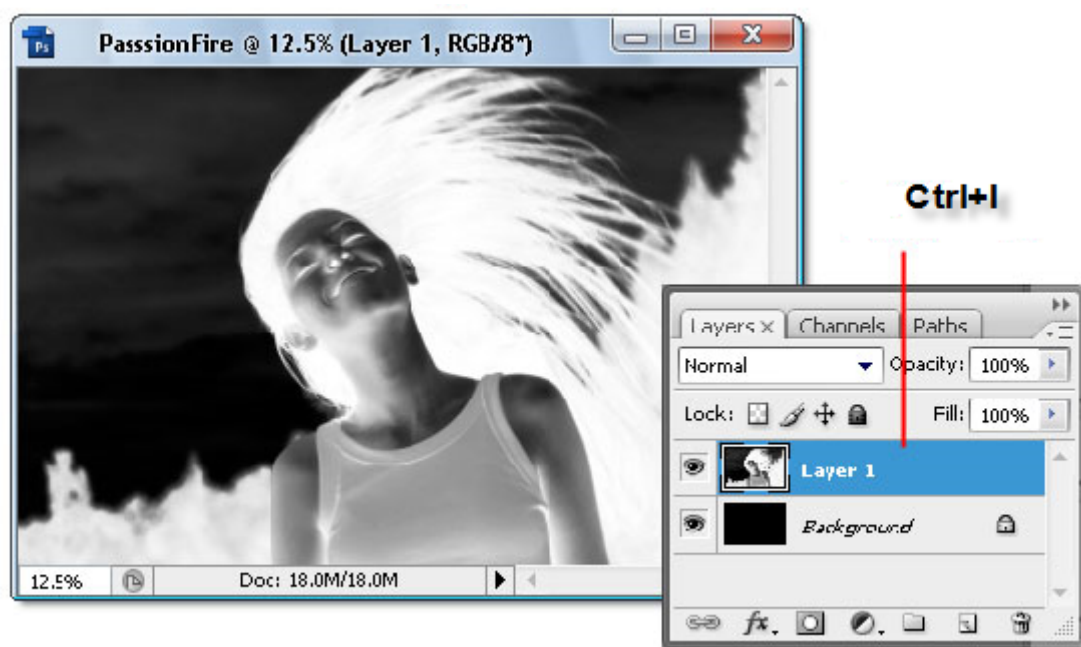 Ps PasssionFire @ 12.5% (Layer 1, RGB/8*)
Ctrl+I
Layers x Channels Paths
Normal Opacity: 100%
Lock: Fill: 100%
Layer 1
Background
12.5% Doc: 18.0M/18.0M
fx.